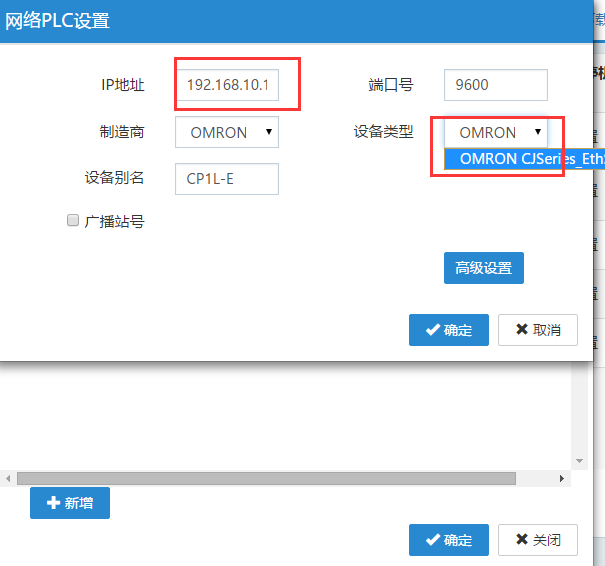 网络PLC设置
IP地址 192.168.10.1 端口号 9600
制造商 OMRON 设备类型 OMRON
OMRON CJSeries_Eth
设备别名 CP1L-E
广播站号
高级设置
确定 取消
新增
确定 关闭